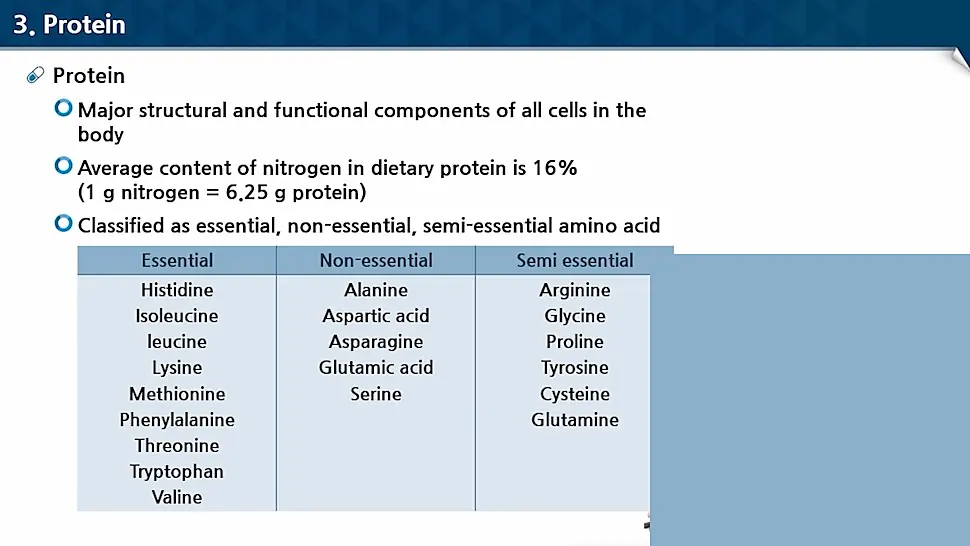 3. Protein
Protein
Major structural and functional components of all cells in the
body
Average content of nitrogen in dietary protein is 16%
(1 g nitrogen = 6.25 g protein)
Classified as essential, non-essential, semi-essential amino acid
Essential Non-essential Semi essential
Histidine Alanine Arginine
Isoleucine Aspartic acid Glycine
leucine Asparagine Proline
Lysine Glutamic acid Tyrosine
Methionine Serine Cysteine
Phenylalanine Glutamine
Threonine
Tryptophan
Valine